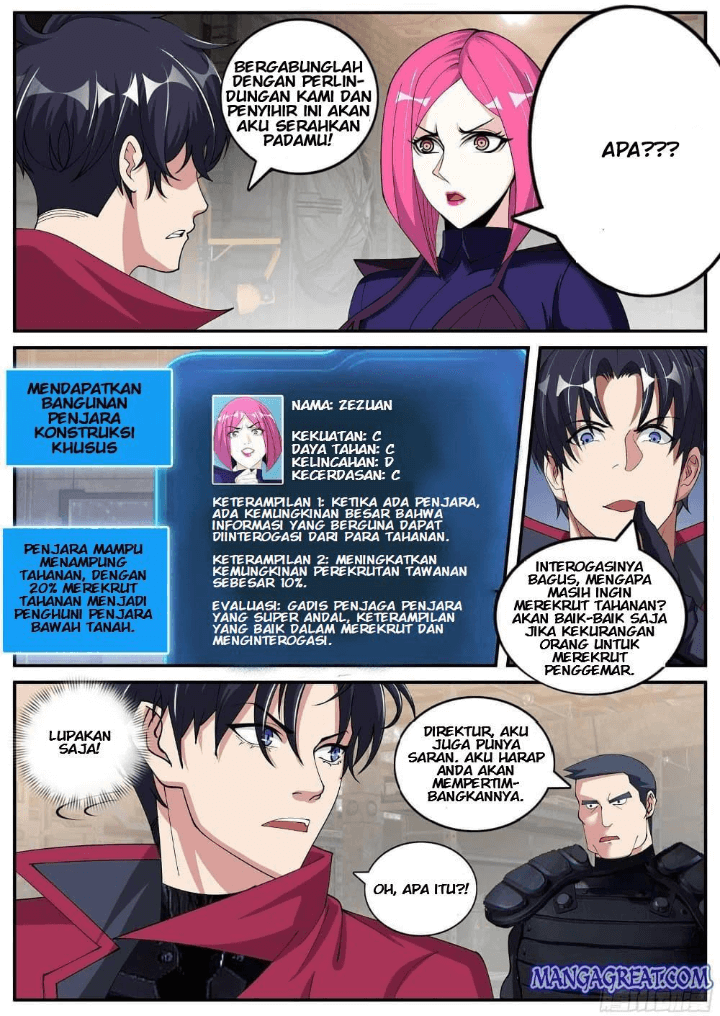 BERGABUNGLAH
DENGAN PERLIN-
DUNGAN KAMI DAN
PENYIHIR INI AKAN
AKU SERAHKAN
PADAMU!
APA???
MENDAPATKAN
BANGUNAN
PENJARA
KONSTRUKSI
KHUSUS
PENJARA MAMPU
MENAMPUNG
TAHANAN, DENGAN
20% MEREKRUT
TAHANAN MENJADI
PENGHUNI PENJARA
BAWAH TANAH.
NAMA: ZEZUAN
KEKUATAN: C
DAYA TAHAN: C
KELINCAHAN: D
KECERDASAN: C
KETERAMPILAN 1: KETIKA ADA PENJARA,
ADA KEMUNGKINAN BESAR BAHWA
INFORMASI YANG BERGUNA DAPAT
DIINTEROGASI DARI PARA TAHANAN.
KETERAMPILAN 2: MENINGKATKAN
KEMUNGKINAN PEREKRUTAN TAWANAN
SEBESAR 10%.
EVALUASI: GADIS PENJAGA PENJARA
YANG SUPER ANDAL, KETERAMPILAN
YANG BAIK DALAM MEREKRUT DAN
MENGINTEROGASI.
INTEROGASINYA
BAGUS, MENGAPA
MASIH INGIN
MEREKRUT TAHANAN?
AKAN BAIK-BAIK SAJA
JIKA KEKURANGAN
ORANG UNTUK
MEREKRUT
PENGGEMAR.
LUPAKAN
SAJA!
DIREKTUR, AKU
JUGA PUNYA
SARAN. AKU HARAP
ANDA AKAN
MEMPERTIM-
BANGKANNYA.
OH, APA ITU?!
MANGAGREAT.COM